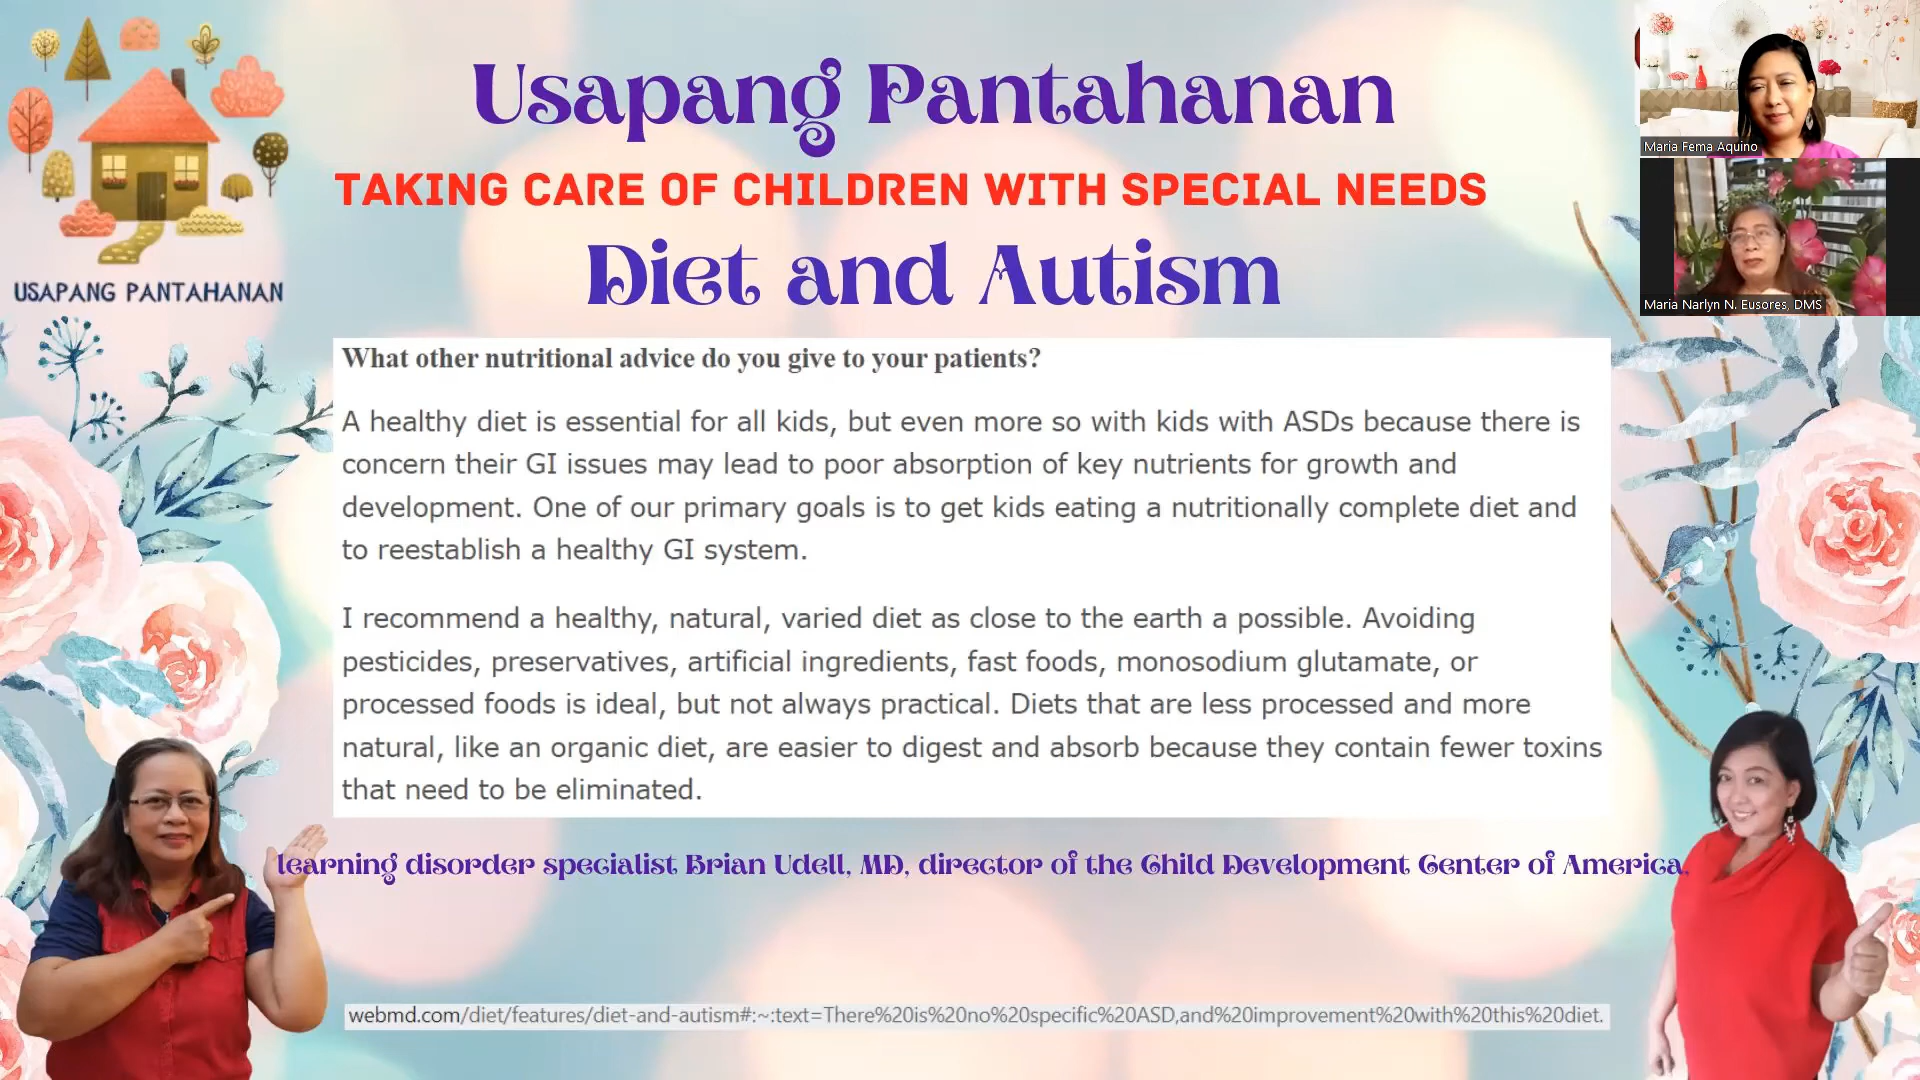 Usapang Pantahanan
TAKING CARE OF CHILDREN WITH SPECIAL NEEDS
Diet and Autism
USAPANG PANTAHANAN
Maria Fema Aquino
Maria Narlyn N. Eusores, DMS
What other nutritional advice do you give to your patients?
A healthy diet is essential for all kids, but even more so with kids with ASDs because there is
concern their GI issues may lead to poor absorption of key nutrients for growth and
development. One of our primary goals is to get kids eating a nutritionally complete diet and
to reestablish a healthy GI system.
I recommend a healthy, natural, varied diet as close to the earth a possible. Avoiding
pesticides, preservatives, artificial ingredients, fast foods, monosodium glutamate, or
processed foods is ideal, but not always practical. Diets that are less processed and more
natural, like an organic diet, are easier to digest and absorb because they contain fewer toxins
that need to be eliminated.
learning disorder specialist Brian Udell, MD, director of the Child Development Center of America,
webmd.com/diet/features/diet-and-autism#:~:text=There%20is%20no%20specific%20ASD,and%20improvement%20with%20this%20diet.